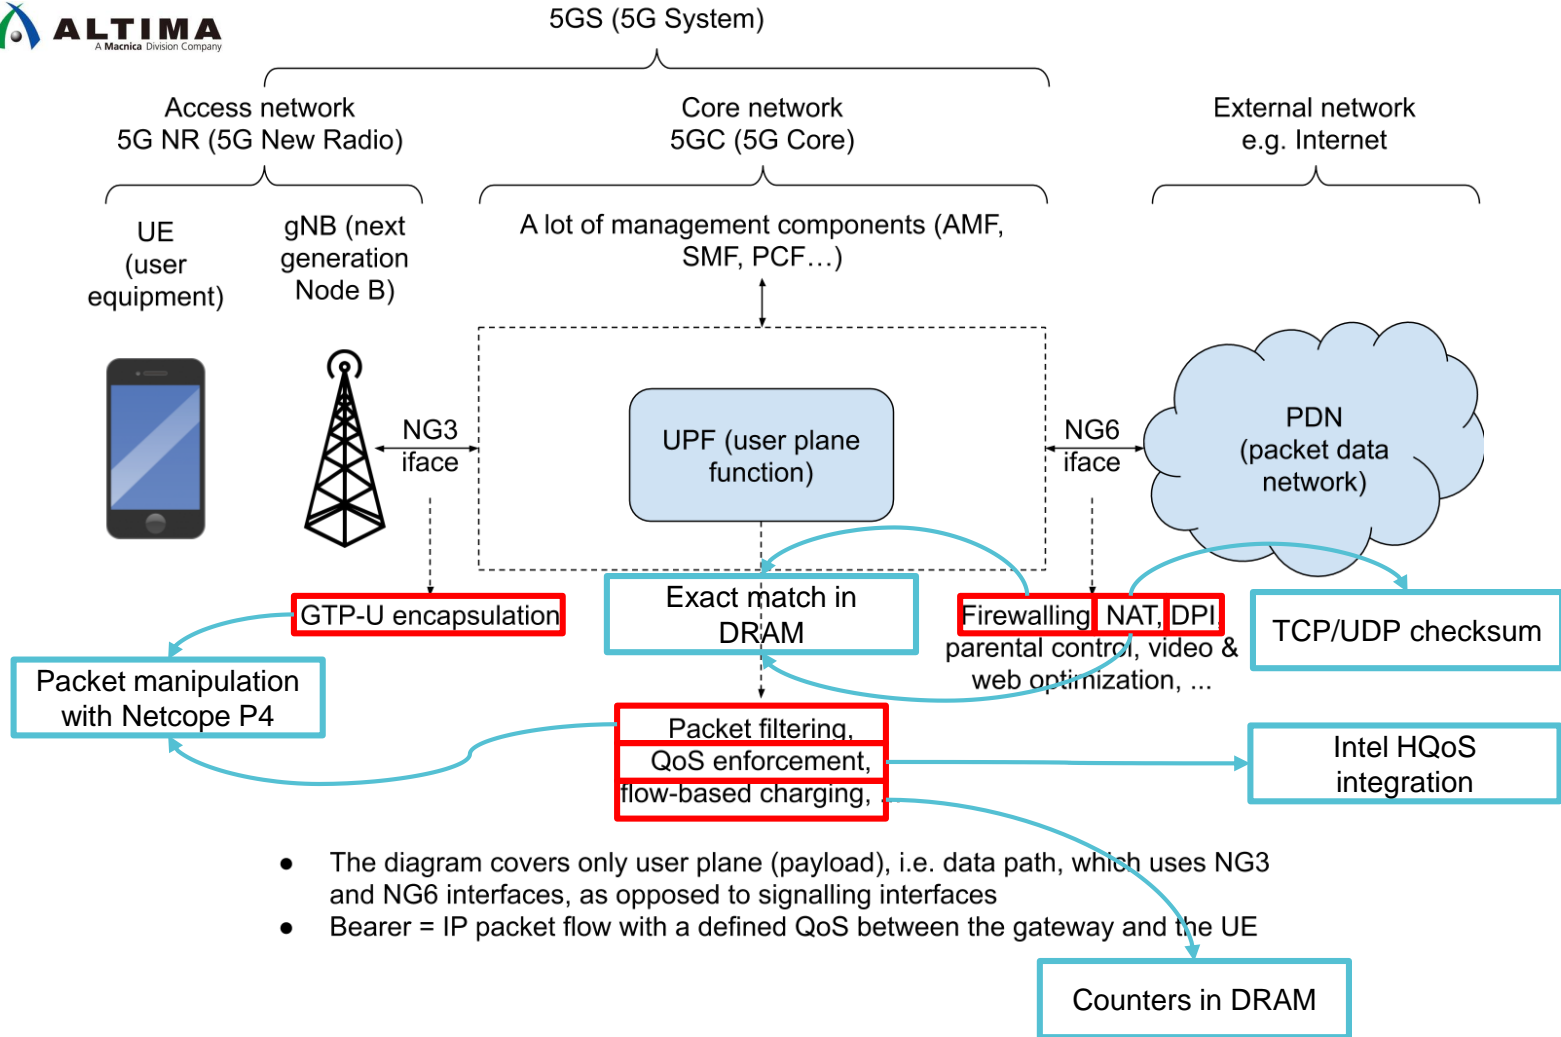 ALTIMA
A Macnica Division Company
5GS (5G System)
Access network
5G NR (5G New Radio)
Core network
5GC (5G Core)
External network
e.g. Internet
UE
(user
equipment)
gNB (next
generation
Node B)
A lot of management components (AMF,
SMF, PCF…)
NG3
iface
UPF (user plane
function)
NG6
iface
PDN
(packet data
network)
GTP-U encapsulation
Exact match in
DRAM
Firewalling, NAT, DPI,
parental control, video &
web optimization, ...
TCP/UDP checksum
Packet manipulation
with Netcope P4
Packet filtering,
QoS enforcement,
flow-based charging, ...
Intel HQoS
integration
● The diagram covers only user plane (payload), i.e. data path, which uses NG3
and NG6 interfaces, as opposed to signalling interfaces
● Bearer = IP packet flow with a defined QoS between the gateway and the UE
Counters in DRAM